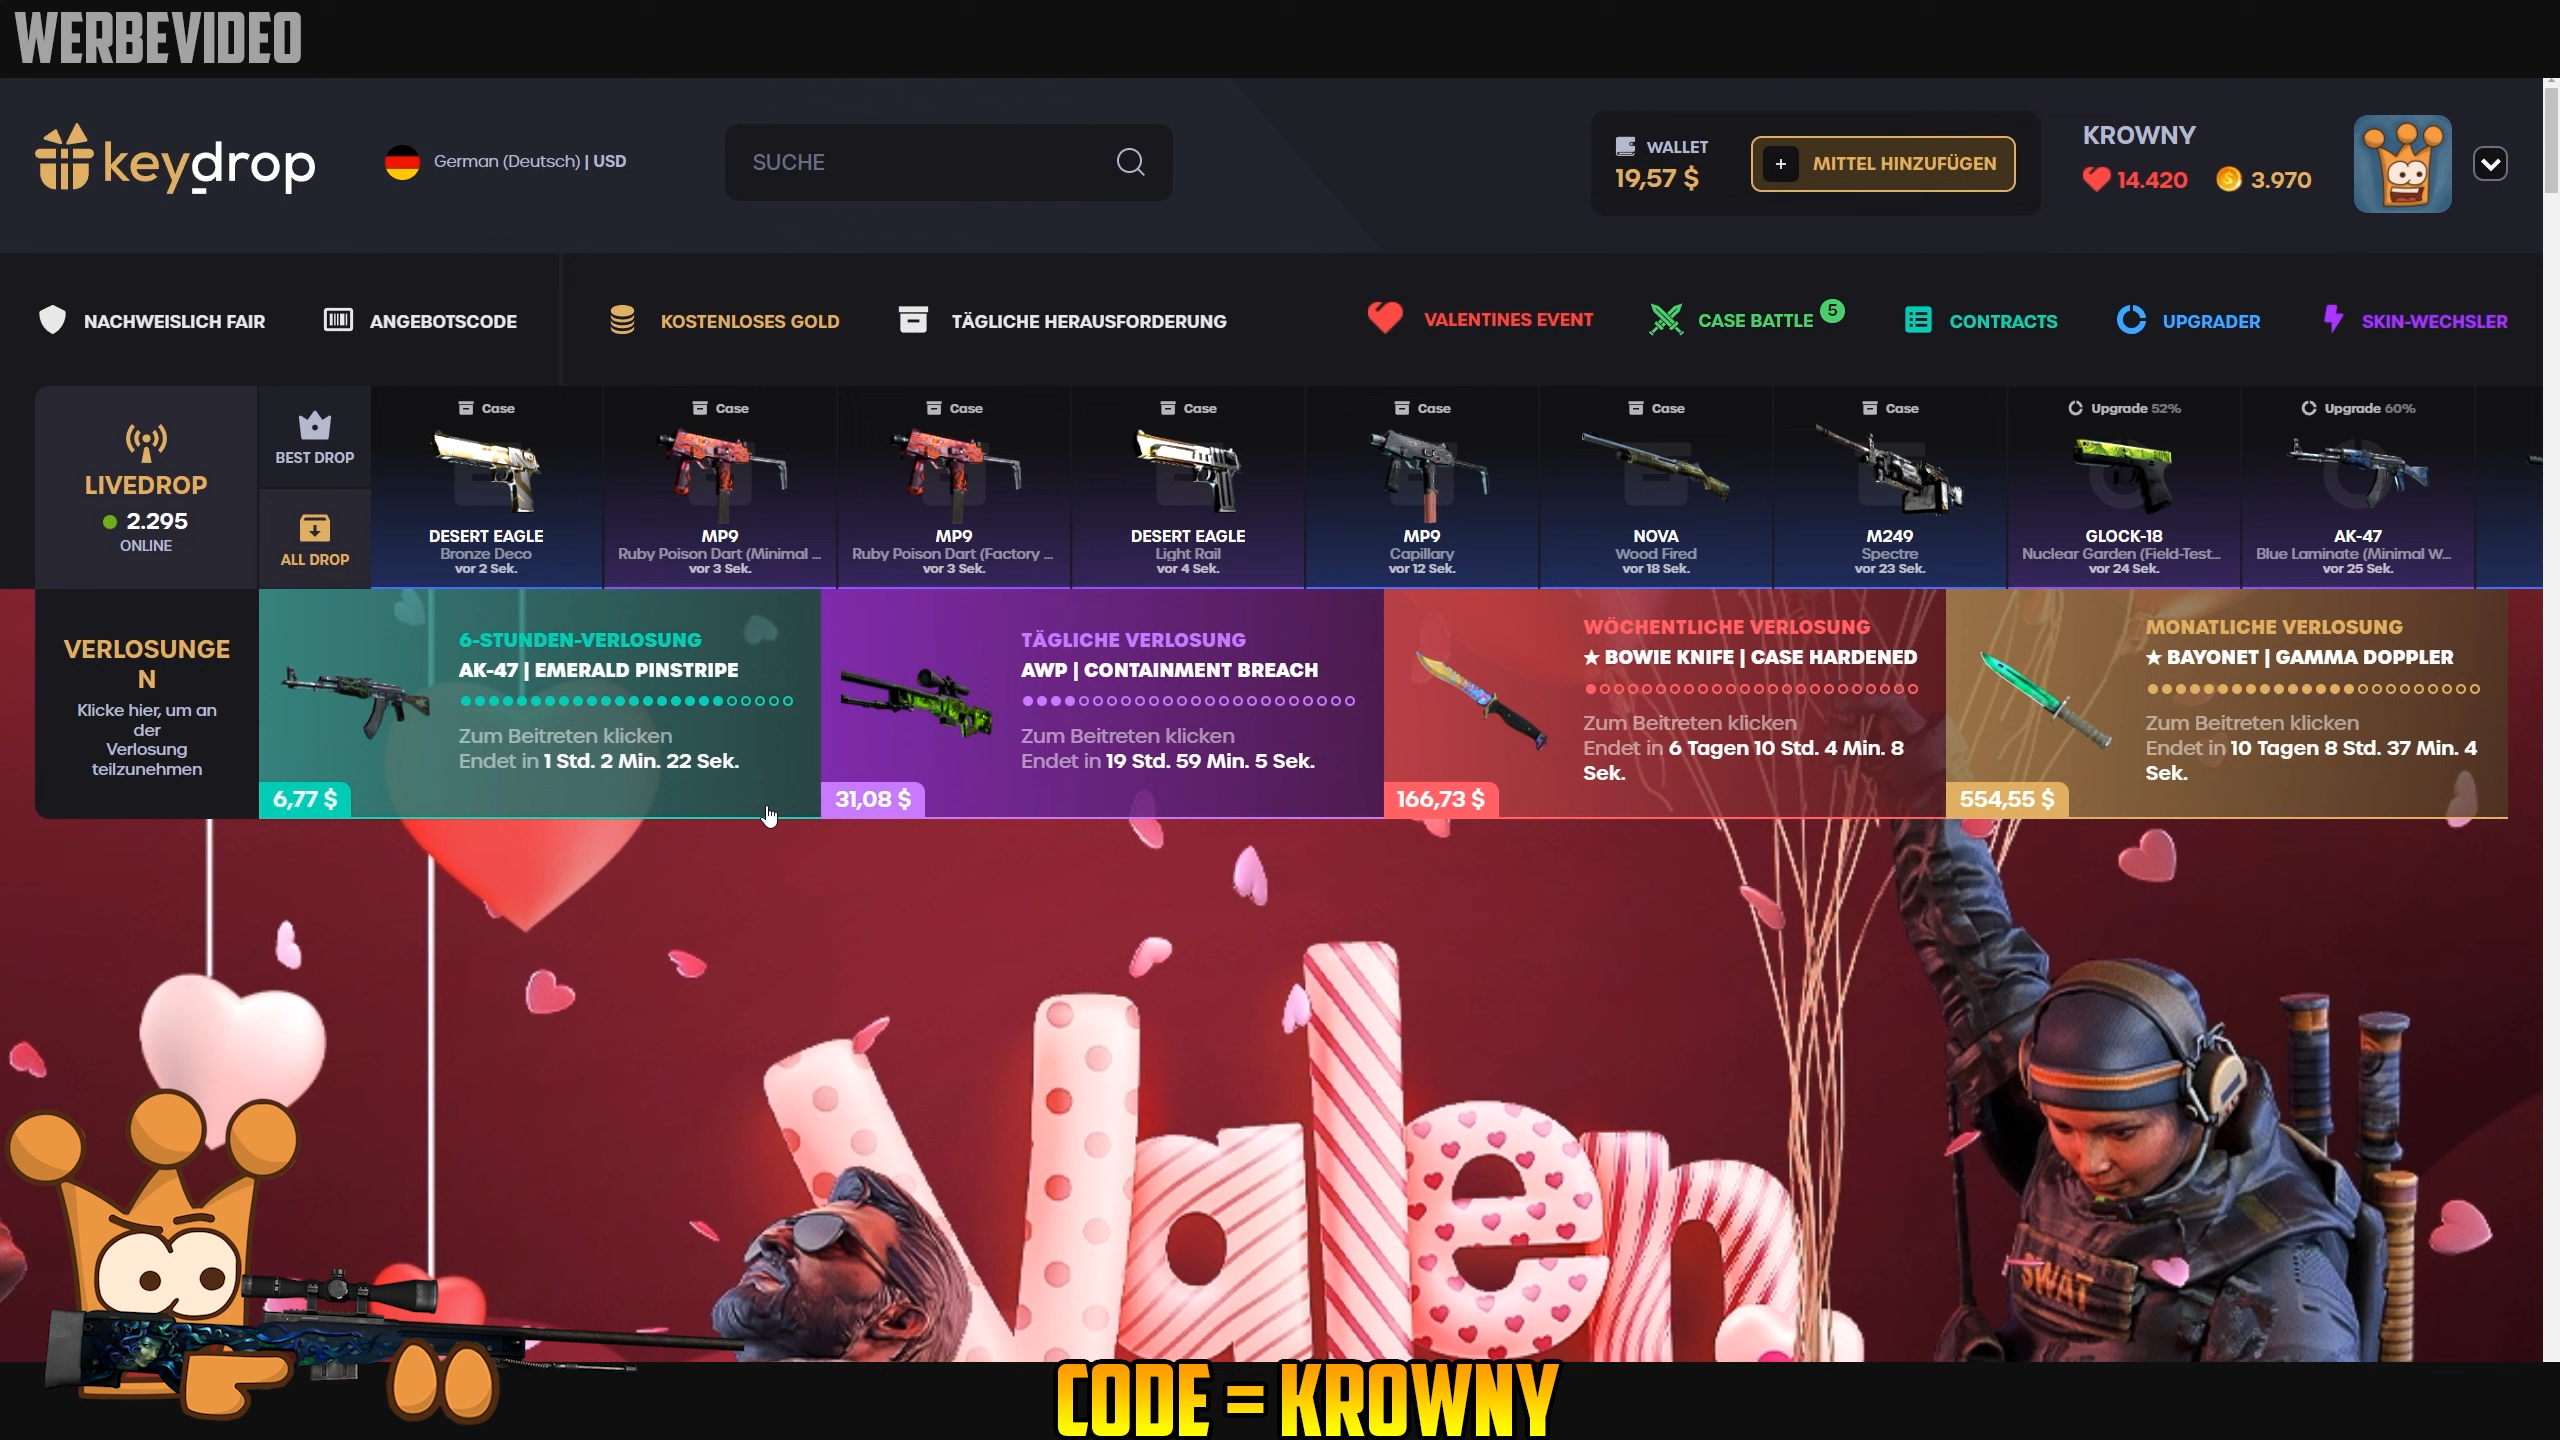 WERBEVIDEO
keydrop
German (Deutsch) | USD
SUCHE
WALLET
19,57 $
+ MITTEL HINZUFÜGEN
KROWNY
14.420 3.970
NACHWEISLICH FAIR
ANGEBOTSCODE
KOSTENLOSES GOLD
TÄGLICHE HERAUSFORDERUNG
VALENTINES EVENT
CASE BATTLE 5
CONTRACTS
UPGRADER
SKIN-WECHSLER
LIVEDROP
2.295
ONLINE
BEST DROP
ALL DROP
Case
DESERT EAGLE
Bronze Deco
vor 2 Sek.
Case
MP9
Ruby Poison Dart (Minimal ...
vor 3 Sek.
Case
MP9
Ruby Poison Dart (Factory ...
vor 3 Sek.
Case
DESERT EAGLE
Light Rail
vor 4 Sek.
Case
MP9
Capillary
vor 12 Sek.
Case
NOVA
Wood Fired
vor 18 Sek.
Case
M249
Spectre
vor 23 Sek.
Upgrade 52%
GLOCK-18
Nuclear Garden (Field-Test...
vor 24 Sek.
Upgrade 60%
AK-47
Blue Laminate (Minimal W...
vor 25 Sek.
VERLOSUNGE
N
Klicke hier, um an
der
Verlosung
teilzunehmen
6-STUNDEN-VERLOSUNG
AK-47 | EMERALD PINSTRIPE
Zum Beitreten klicken
Endet in 1 Std. 2 Min. 22 Sek.
6,77 $
TÄGLICHE VERLOSUNG
AWP | CONTAINMENT BREACH
Zum Beitreten klicken
Endet in 19 Std. 59 Min. 5 Sek.
31,08 $
WÖCHENTLICHE VERLOSUNG
★ BOWIE KNIFE | CASE HARDENED
Zum Beitreten klicken
Endet in 6 Tagen 10 Std. 4 Min. 8
Sek.
166,73 $
MONATLICHE VERLOSUNG
★ BAYONET | GAMMA DOPPLER
Zum Beitreten klicken
Endet in 10 Tagen 8 Std. 37 Min. 4
Sek.
554,55 $
Valen
SWAT
CODE = KROWNY